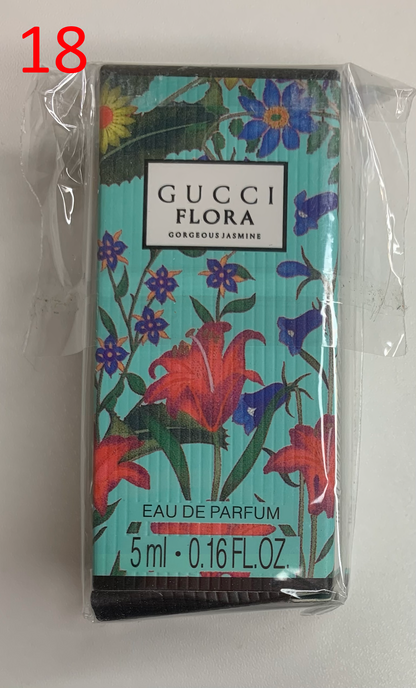 18
GUCCI
FLORA
GORGEOUS JASMINE
EAU DE PARFUM
5 ml • 0.16 FL.OZ.